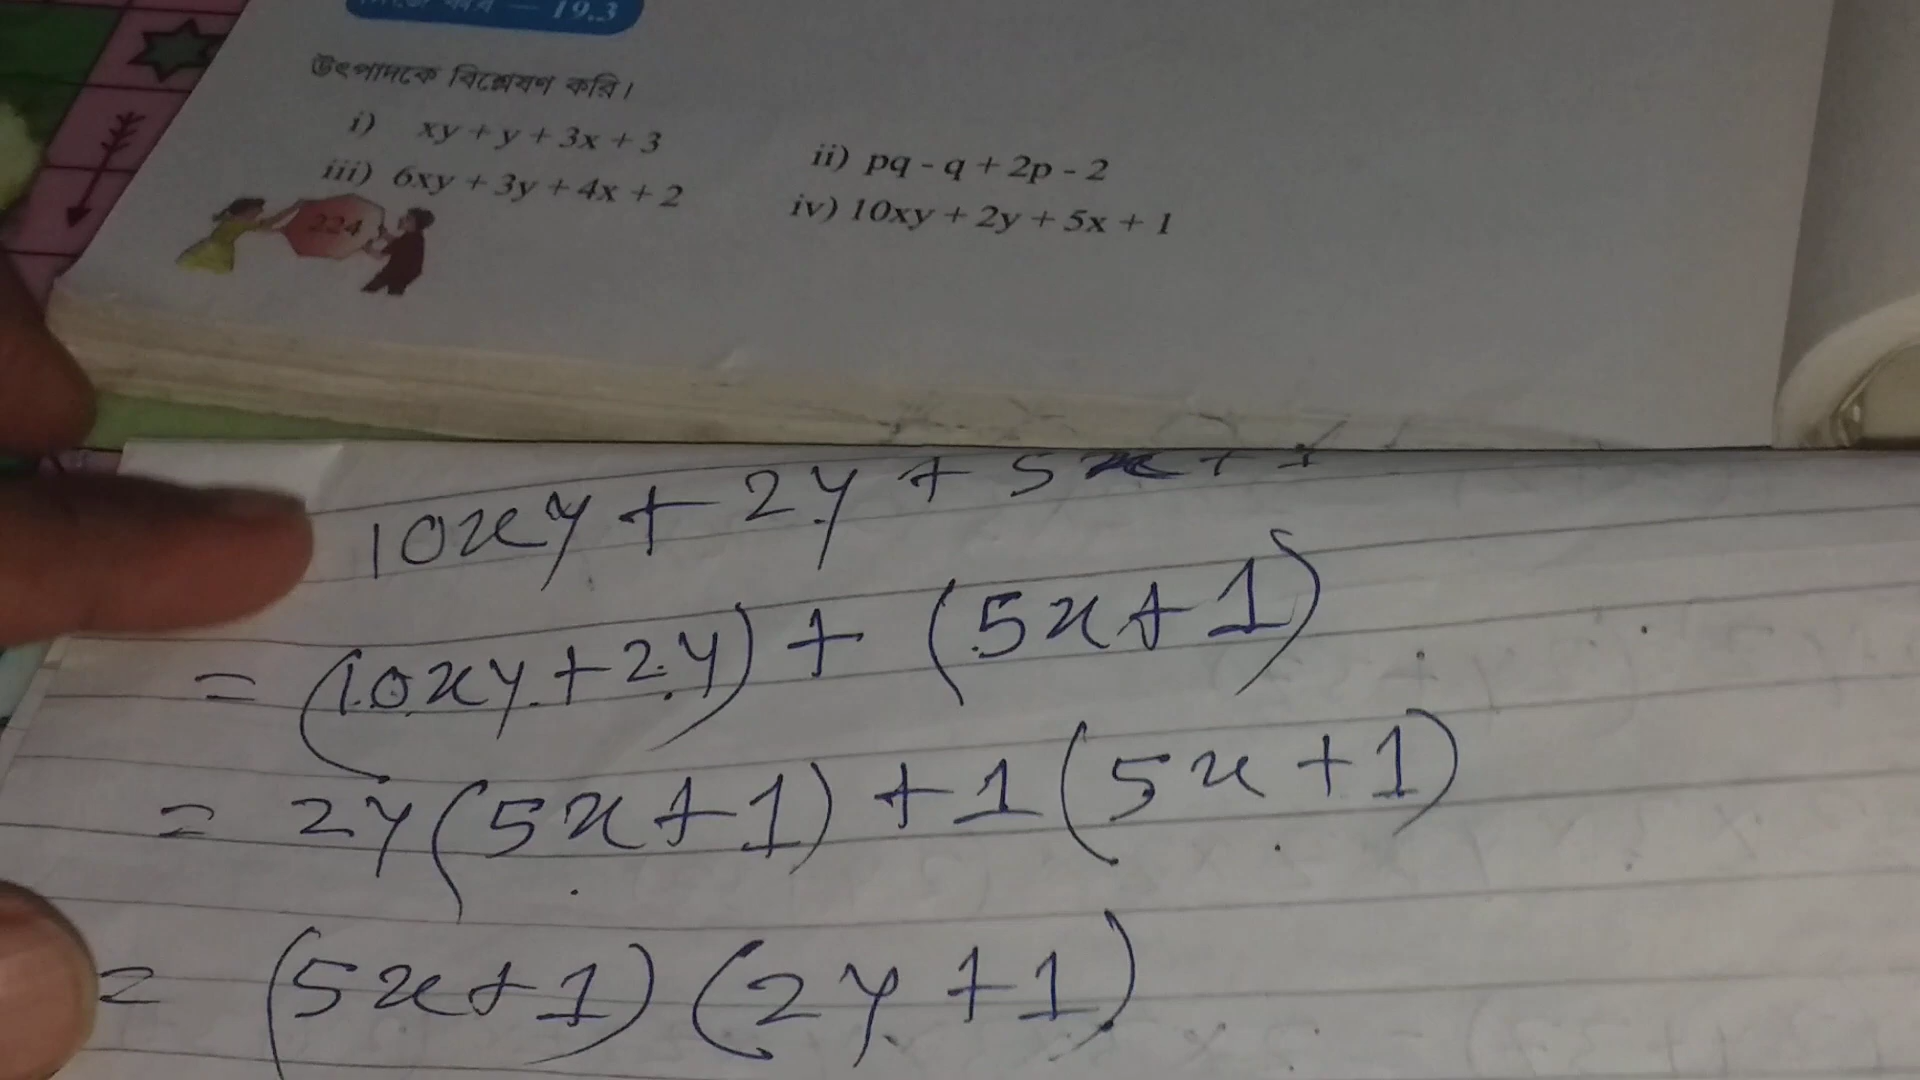 19.3
উৎপাদকে বিশ্লেষণ করি।
i) xy + y + 3x + 3
ii) pq - q + 2p - 2
iii) 6xy + 3y + 4x + 2
iv) 10xy + 2y + 5x + 1
224
10xy + 2y + 5x + 1
= (10xy + 2y) + (5x + 1)
= 2y (5x + 1) + 1 (5x + 1)
= (5x + 1) (2y + 1)